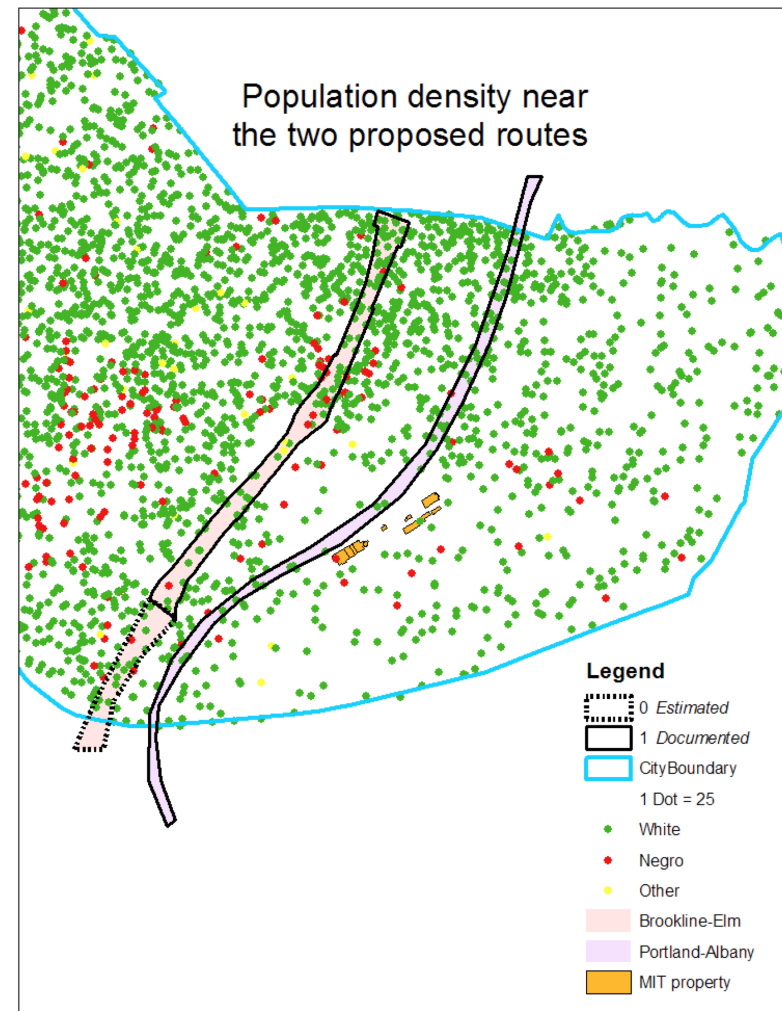 Population density near
the two proposed routes
Legend
0 Estimated
1 Documented
CityBoundary
1 Dot = 25
White
Negro
Other
Brookline-Elm
Portland-Albany
MIT property